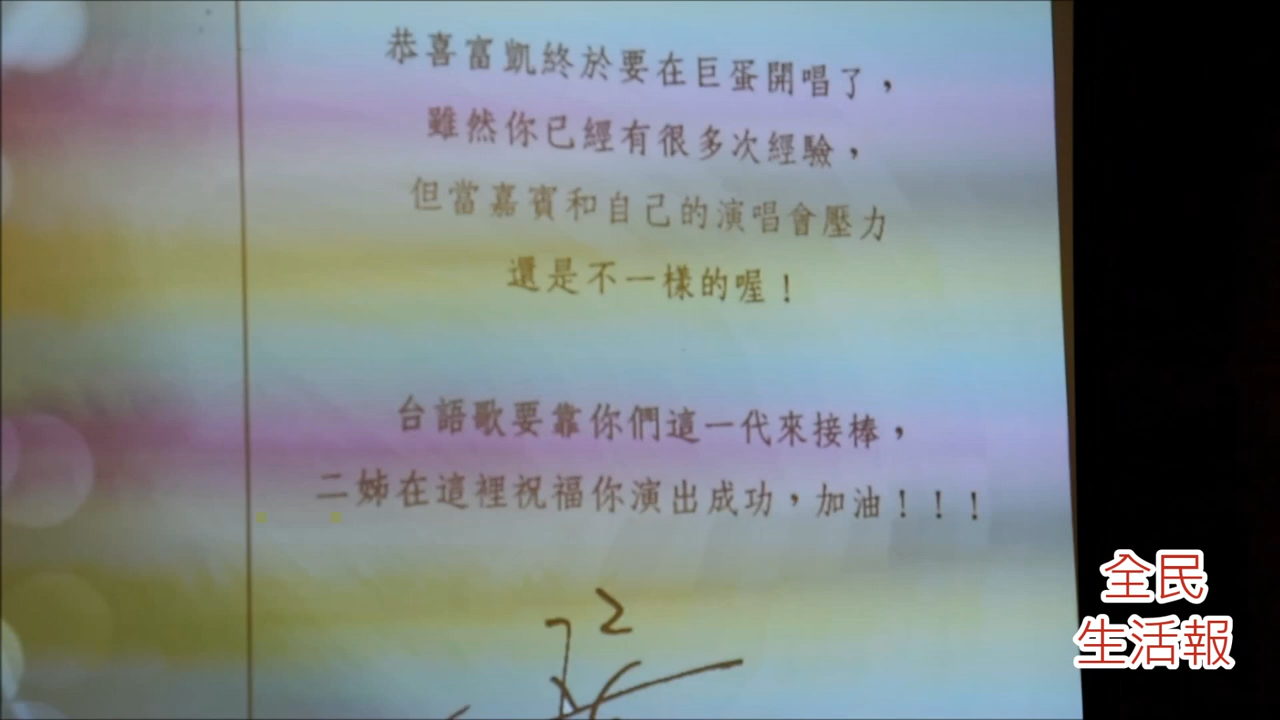 恭喜富凱終於要在巨蛋開唱了，
雖然你已經有很多次經驗，
但當嘉賓和自己的演唱會壓力
還是不一樣的喔！
台語歌要靠你們這一代來接棒，
二姊在這裡祝福你演出成功，加油！！！
全民
生活報